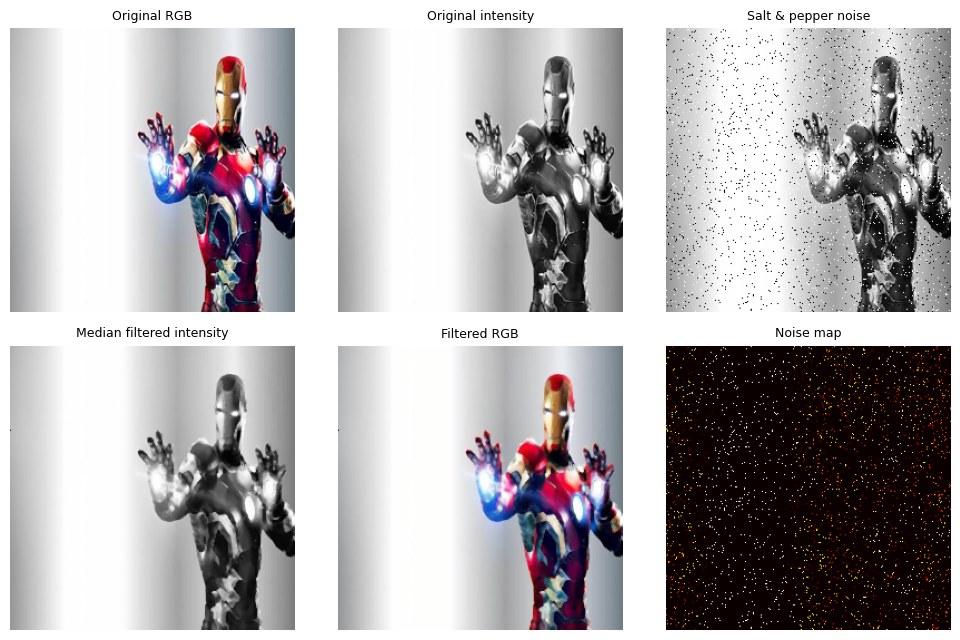 Original RGB
Original intensity
Salt & pepper noise
Median filtered intensity
Filtered RGB
Noise map